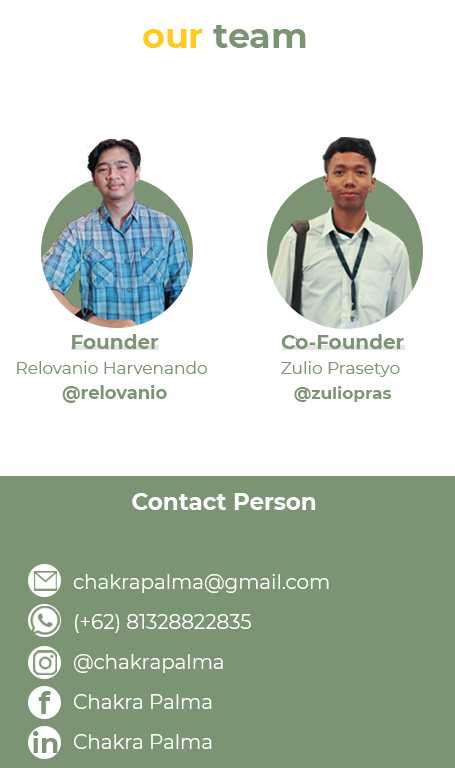 our team
Founder
Relovanio Harvenando
@relovanio
Co-Founder
Zulio Prasetyo
@zuliopras
Contact Person
chakrapalma@gmail.com
(+62) 81328822835
@chakrapalma
Chakra Palma
Chakra Palma